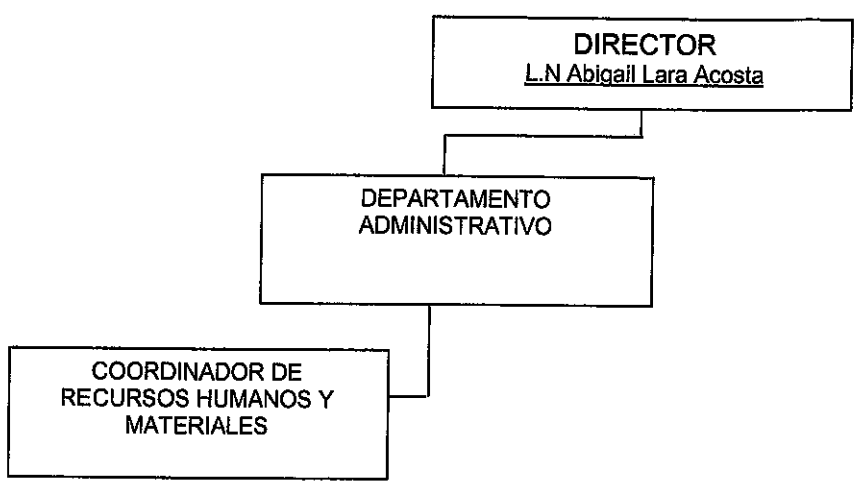 DIRECTOR
L.N Abigail Lara Acosta
DEPARTAMENTO
ADMINISTRATIVO
COORDINADOR DE
RECURSOS HUMANOS Y
MATERIALES